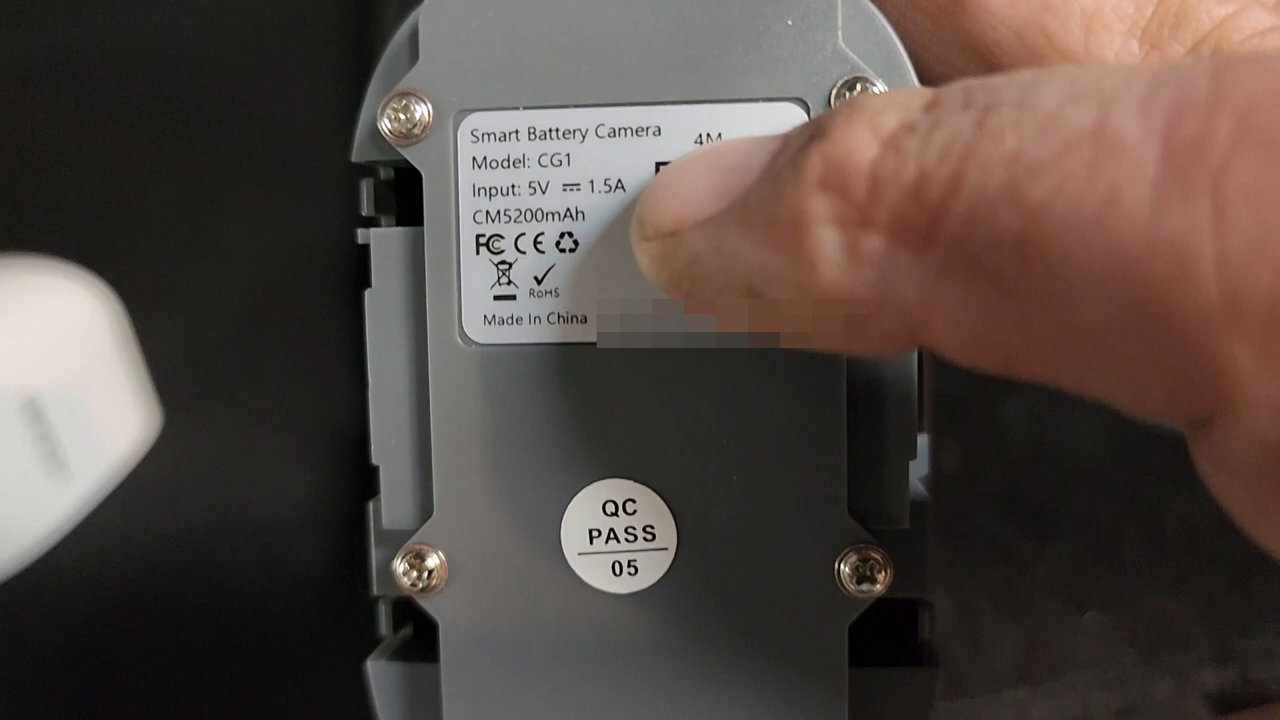 Smart Battery Camera
4M
Model: CG1
Input: 5V ⎓ 1.5A
CM5200mAh
FC CE
RoHS
Made In China
QC
PASS
05